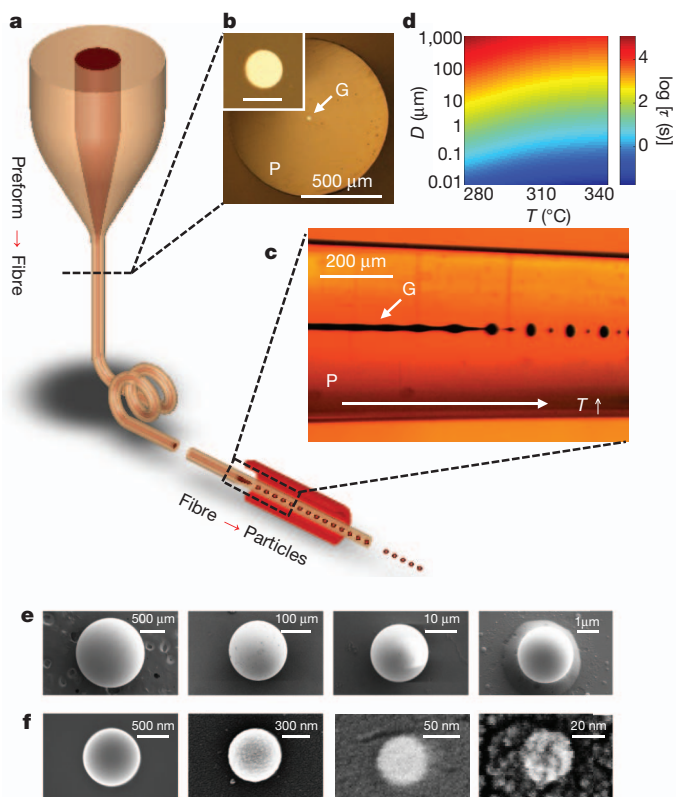 a
Preform → Fibre
Fibre → Particles
b
G
P
500 μm
c
200 μm
G
P
T ↑
d
1,000
100
10
1
0.1
0.01
D (μm)
280 310 340
T (°C)
4
2
0
log [τ (s)]
e
500 μm
100 μm
10 μm
1μm
f
500 nm
300 nm
50 nm
20 nm